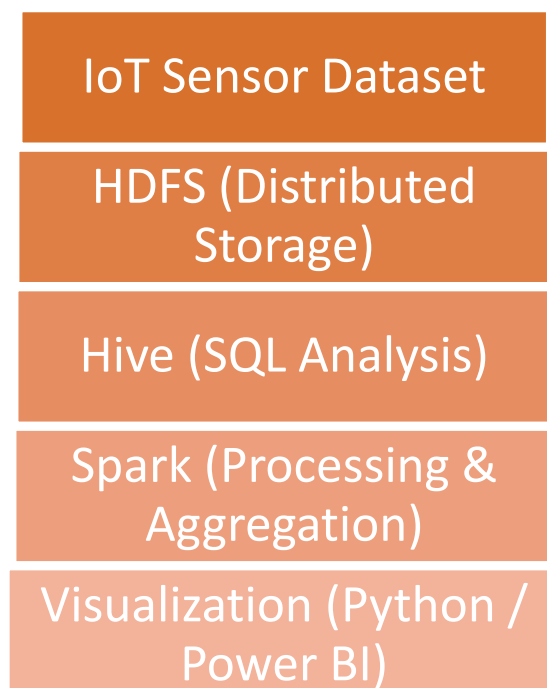 IoT Sensor Dataset
HDFS (Distributed
Storage)
Hive (SQL Analysis)
Spark (Processing &
Aggregation)
Visualization (Python /
Power BI)